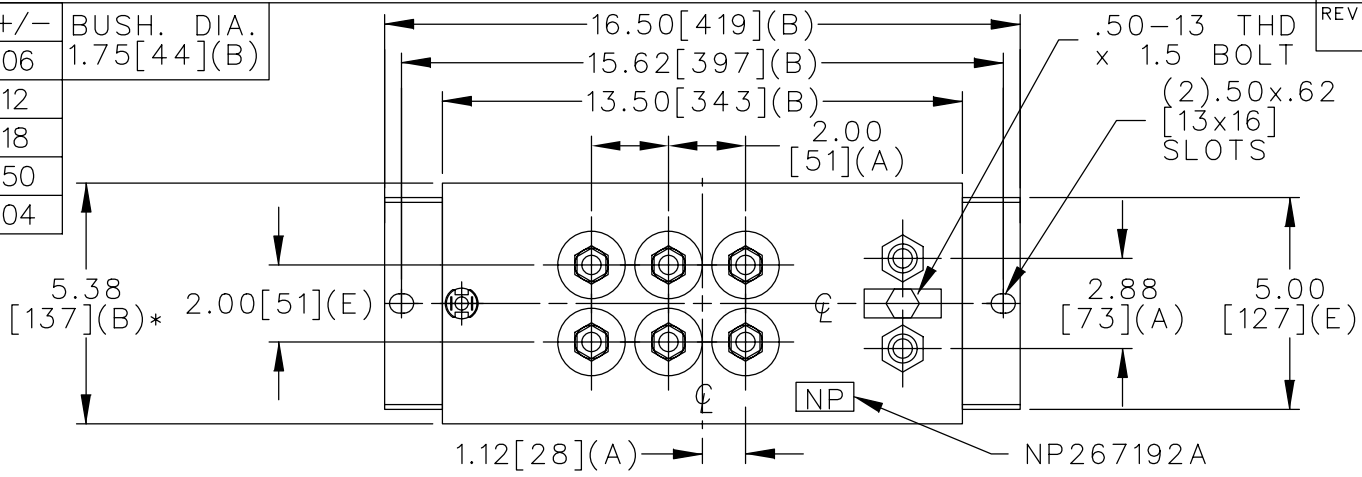 +/-
06
12
18
50
04
BUSH. DIA.
1.75[44](B)
16.50[419](B)
15.62[397](B)
13.50[343](B)
2.00
[51](A)
.50-13 THD
x 1.5 BOLT
(2).50x.62
[13x16]
SLOTS
REV
5.38
[137](B)*
2.00[51](E)
℄
2.88
[73](A)
5.00
[127](E)
℄
NP
1.12[28](A)
NP267192A